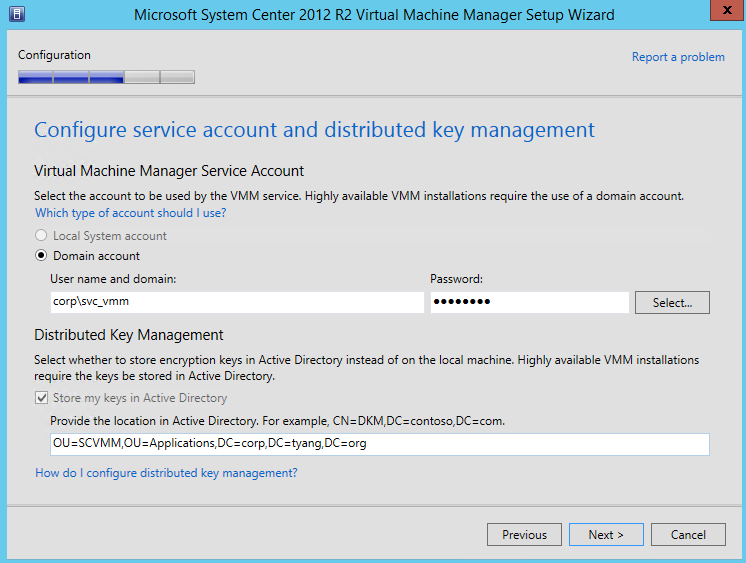 Microsoft System Center 2012 R2 Virtual Machine Manager Setup Wizard
x
Configuration
Report a problem
Configure service account and distributed key management
Virtual Machine Manager Service Account
Select the account to be used by the VMM service. Highly available VMM installations require the use of a domain account.
Which type of account should I use?
Local System account
Domain account
User name and domain:
Password:
corp\svc_vmm
●●●●●●●●
Select...
Distributed Key Management
Select whether to store encryption keys in Active Directory instead of on the local machine. Highly available VMM installations
require the keys be stored in Active Directory.
Store my keys in Active Directory
Provide the location in Active Directory. For example, CN=DKM,DC=contoso,DC=com.
OU=SCVMM,OU=Applications,DC=corp,DC=tyang,DC=org
How do I configure distributed key management?
Previous
Next >
Cancel